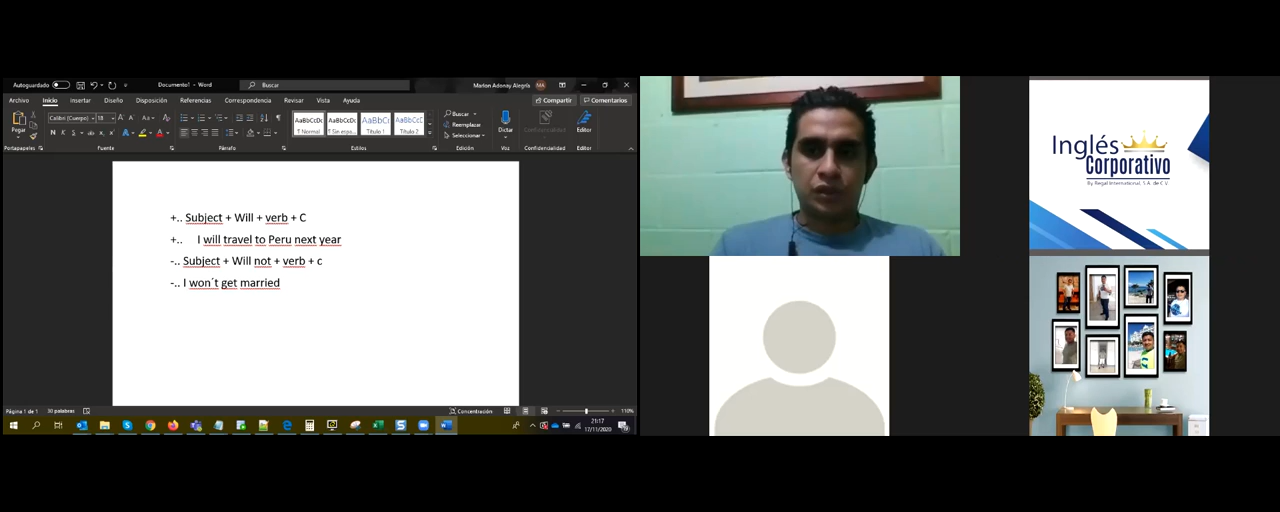 Autoguardado
Documento1 - Word
Buscar
Marlon Adonay Alegría
MA
Archivo Inicio Insertar Diseño Disposición Referencias Correspondencia Revisar Vista Ayuda
Compartir Comentarios
Pegar
Calibri (Cuerpo) 18
N K S
AaBbCcDc AaBbCcDc AaBbCc AaBbCcD
¶ Normal ¶ Sin espa... Título 1 Título 2
Buscar
Reemplazar
Seleccionar
Dictar
Confidencialidad
Editor
Portapapeles Fuente Párrafo Estilos Edición Voz Confidencialidad Editor
+.. Subject + Will + verb + C
+.. I will travel to Peru next year
-.. Subject + Will not + verb + c
-.. I won´t get married
Página 1 de 1 30 palabras
Concentración
110%
21:17
17/11/2020
Inglés
Corporativo
By Regal International, S.A. de C.V.